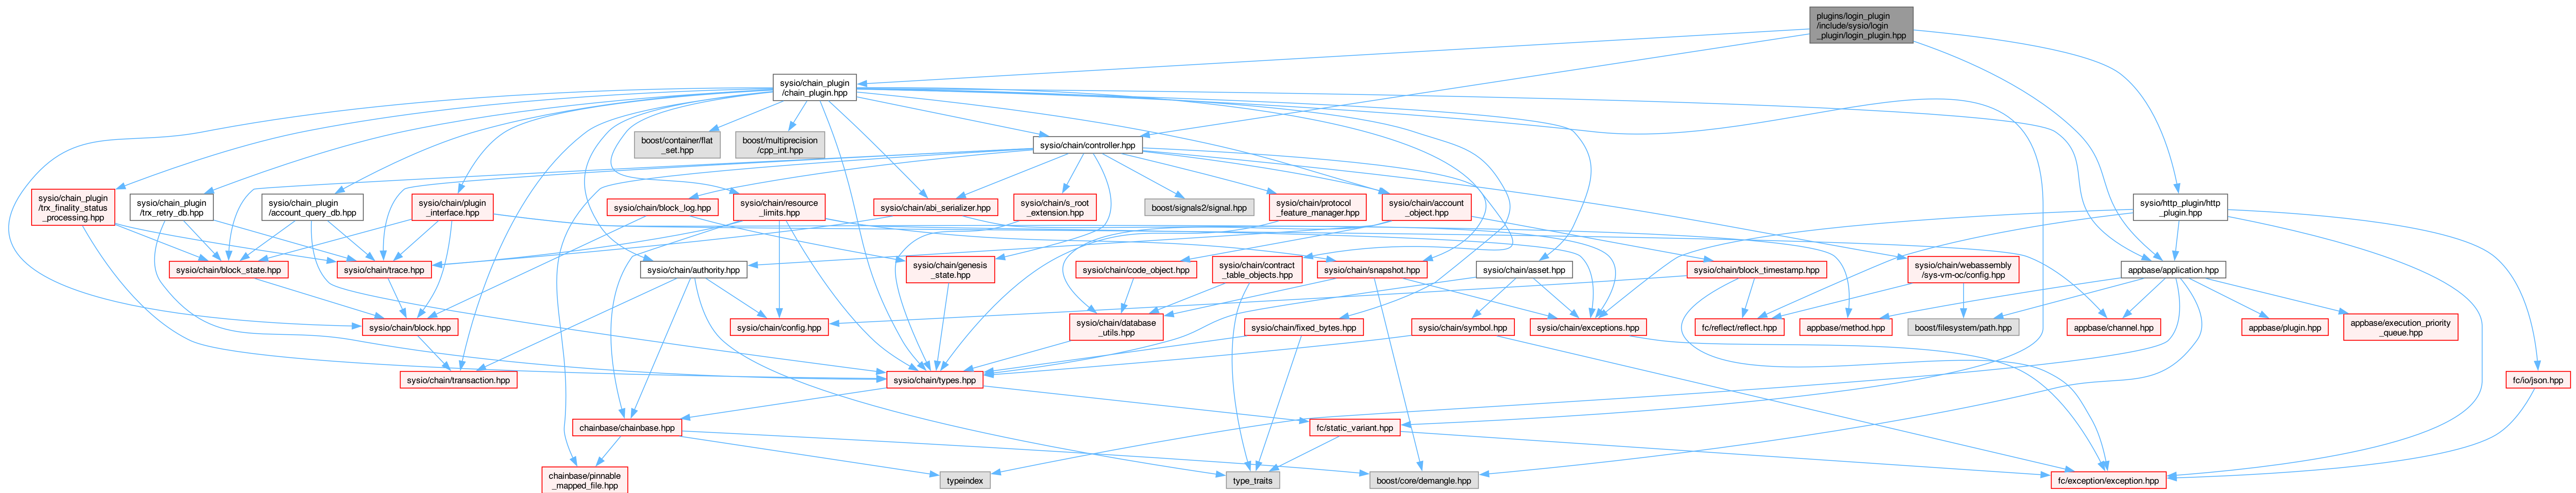 plugins/login_plugin
/include/sysio/login
_plugin/login_plugin.hpp
sysio/chain_plugin
/chain_plugin.hpp
boost/container/flat
_set.hpp
boost/multiprecision
/cpp_int.hpp
sysio/chain/controller.hpp
sysio/chain_plugin
/trx_finality_status
_processing.hpp
sysio/chain_plugin
/trx_retry_db.hpp
sysio/chain_plugin
/account_query_db.hpp
sysio/chain/plugin
_interface.hpp
sysio/chain/block_log.hpp
sysio/chain/resource
_limits.hpp
sysio/chain/abi_serializer.hpp
sysio/chain/s_root
_extension.hpp
boost/signals2/signal.hpp
sysio/chain/protocol
_feature_manager.hpp
sysio/chain/account
_object.hpp
sysio/http_plugin/http
_plugin.hpp
sysio/chain/block_state.hpp
sysio/chain/trace.hpp
sysio/chain/authority.hpp
sysio/chain/genesis
_state.hpp
sysio/chain/code_object.hpp
sysio/chain/contract
_table_objects.hpp
sysio/chain/snapshot.hpp
sysio/chain/asset.hpp
sysio/chain/block_timestamp.hpp
sysio/chain/webassembly
/sys-vm-oc/config.hpp
appbase/application.hpp
sysio/chain/block.hpp
sysio/chain/config.hpp
sysio/chain/database
_utils.hpp
sysio/chain/fixed_bytes.hpp
sysio/chain/symbol.hpp
sysio/chain/exceptions.hpp
fc/reflect/reflect.hpp
appbase/method.hpp
boost/filesystem/path.hpp
appbase/channel.hpp
appbase/plugin.hpp
appbase/execution_priority
_queue.hpp
sysio/chain/transaction.hpp
sysio/chain/types.hpp
fc/io/json.hpp
chainbase/chainbase.hpp
fc/static_variant.hpp
chainbase/pinnable
_mapped_file.hpp
typeindex
type_traits
boost/core/demangle.hpp
fc/exception/exception.hpp